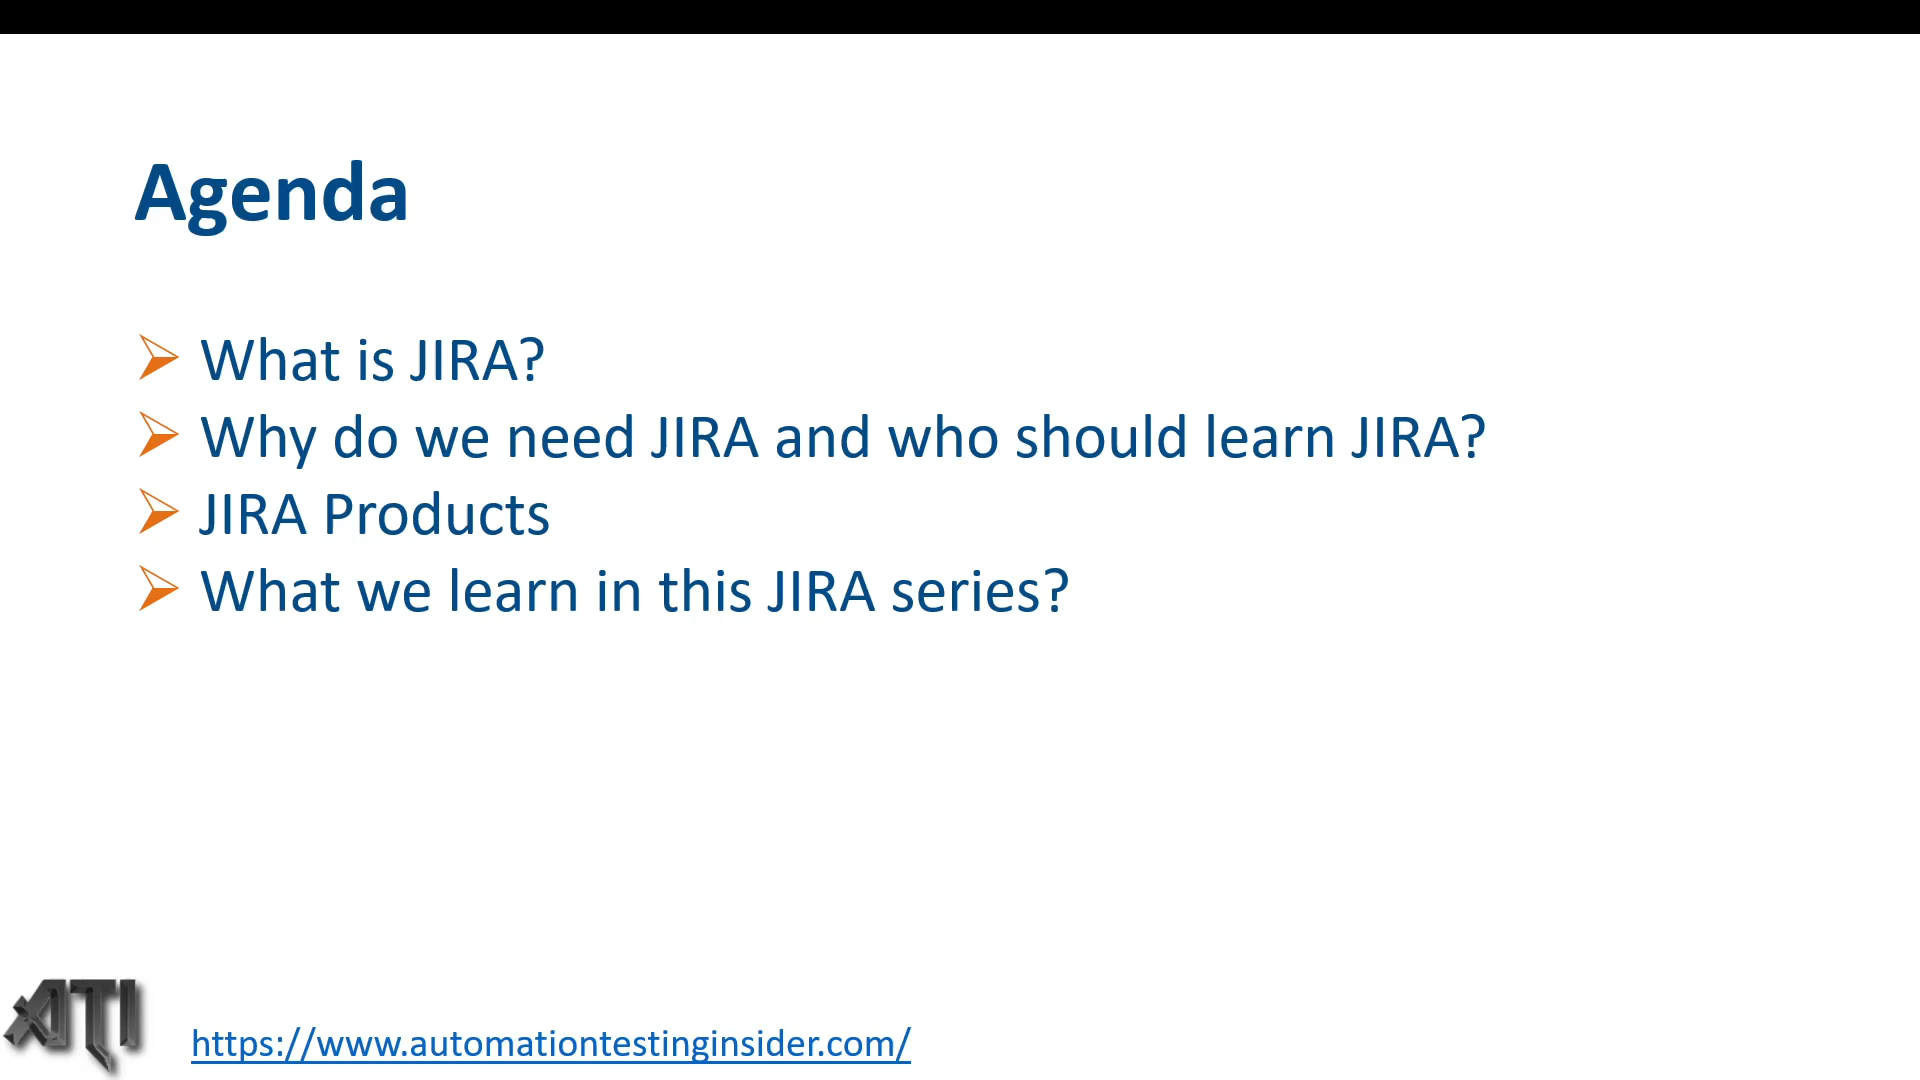 Agenda
What is JIRA?
Why do we need JIRA and who should learn JIRA?
JIRA Products
What we learn in this JIRA series?
ATI
https://www.automationtestinginsider.com/